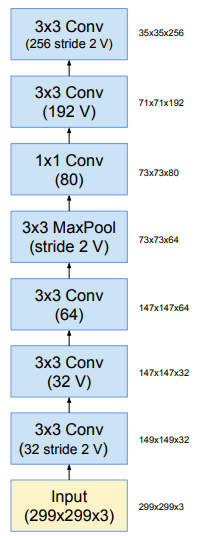 3x3 Conv
(256 stride 2 V)
35x35x256
3x3 Conv
(192 V)
71x71x192
1x1 Conv
(80)
73x73x80
3x3 MaxPool
(stride 2 V)
73x73x64
3x3 Conv
(64)
147x147x64
3x3 Conv
(32 V)
147x147x32
3x3 Conv
(32 stride 2 V)
149x149x32
Input
(299x299x3)
299x299x3